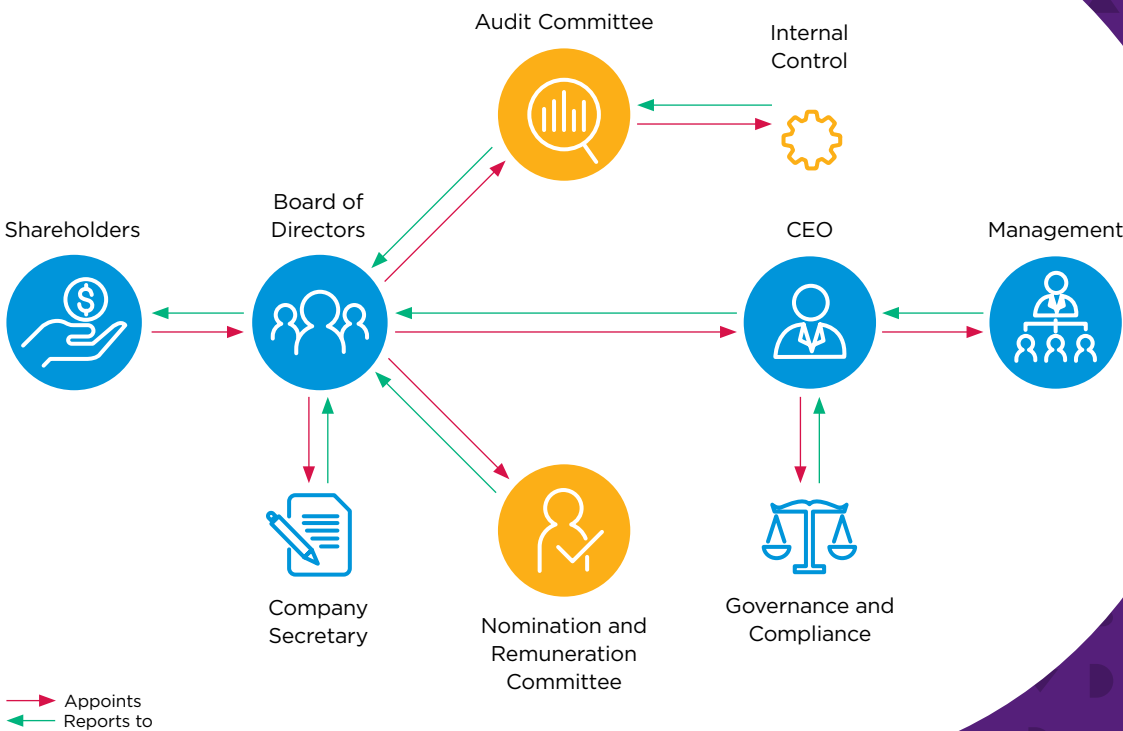 Audit Committee
Internal
Control
Board of
Directors
Shareholders
CEO
Management
$
Company
Secretary
Nomination and
Remuneration
Committee
Governance and
Compliance
Appoints
Reports to